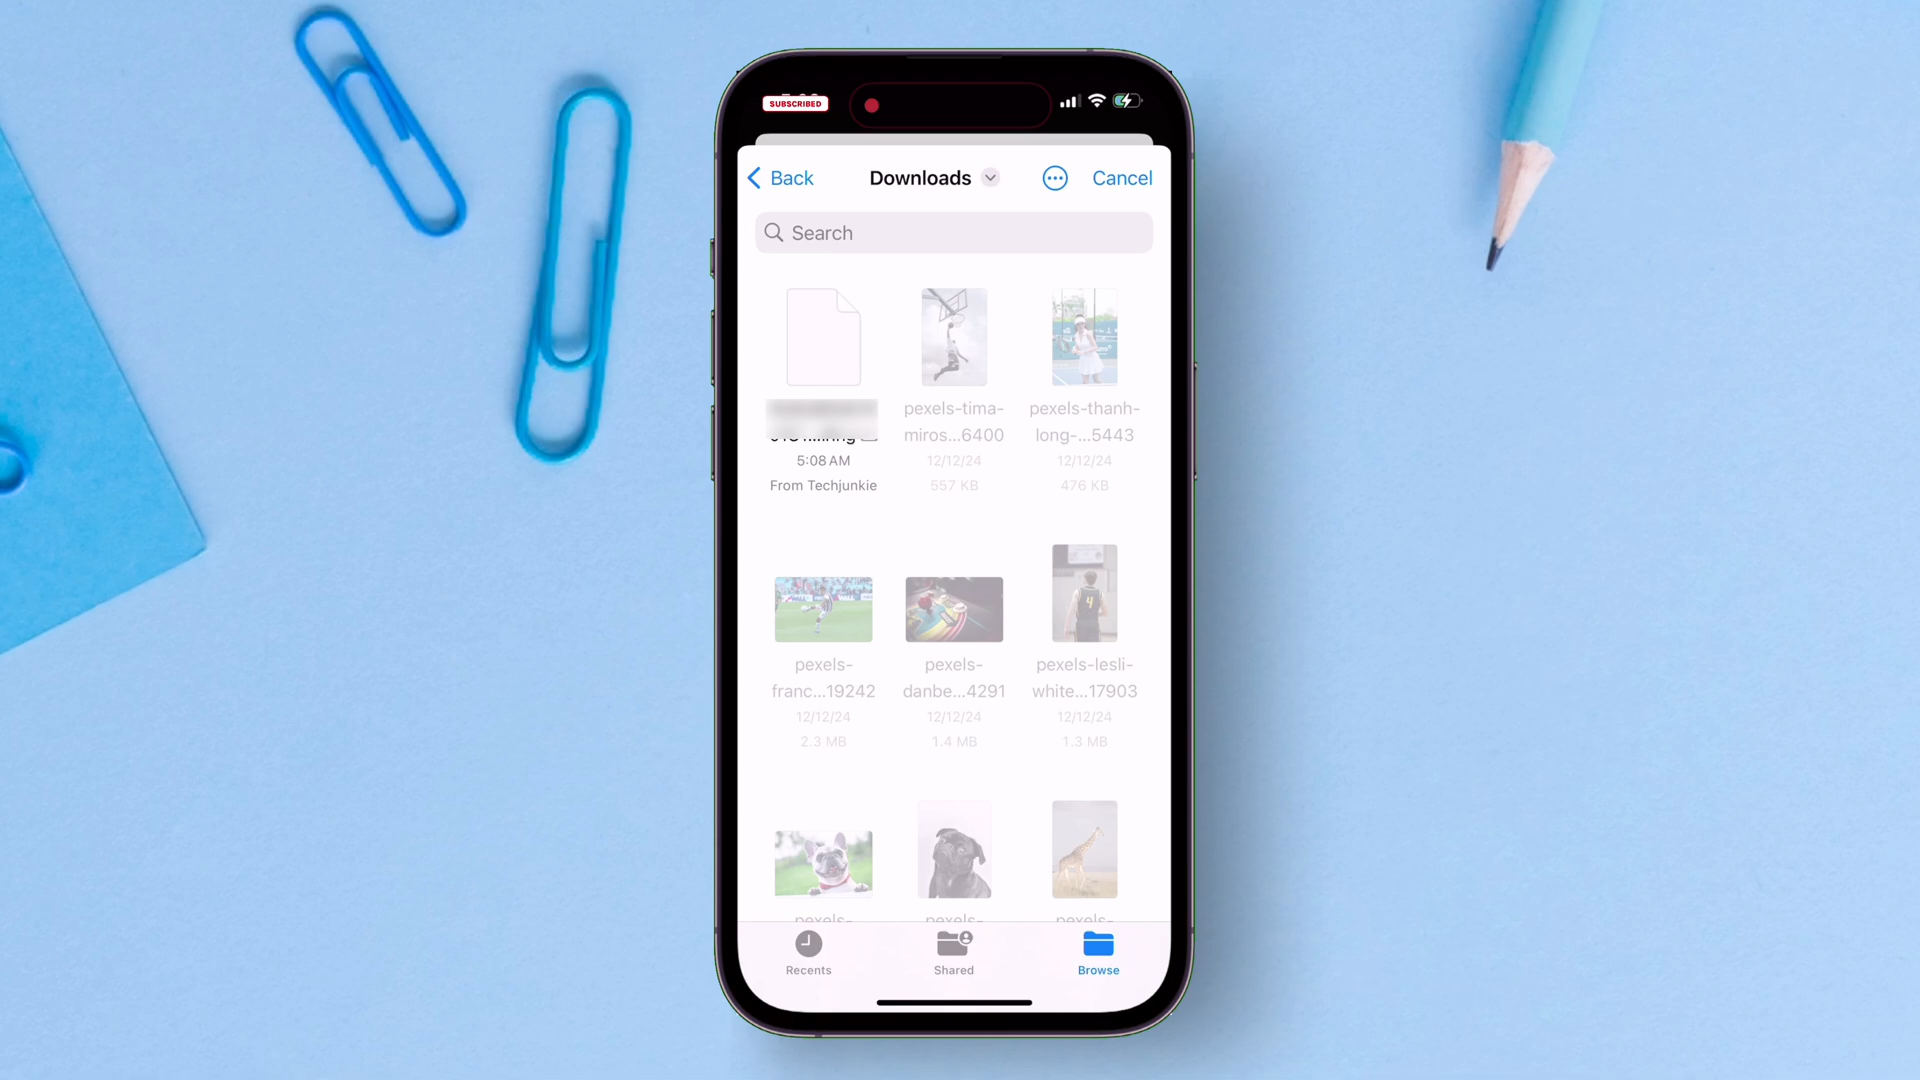 SUBSCRIBED
Back
Downloads
Cancel
Search
5:08 AM
From Techjunkie
pexels-tima-
miros...6400
12/12/24
557 KB
pexels-thanh-
long-...5443
12/12/24
476 KB
pexels-
franc...19242
12/12/24
2.3 MB
pexels-
danbe...4291
12/12/24
1.4 MB
pexels-lesli-
white...17903
12/12/24
1.3 MB
4
pexels-
pexels-
pexels-
Recents
Shared
Browse